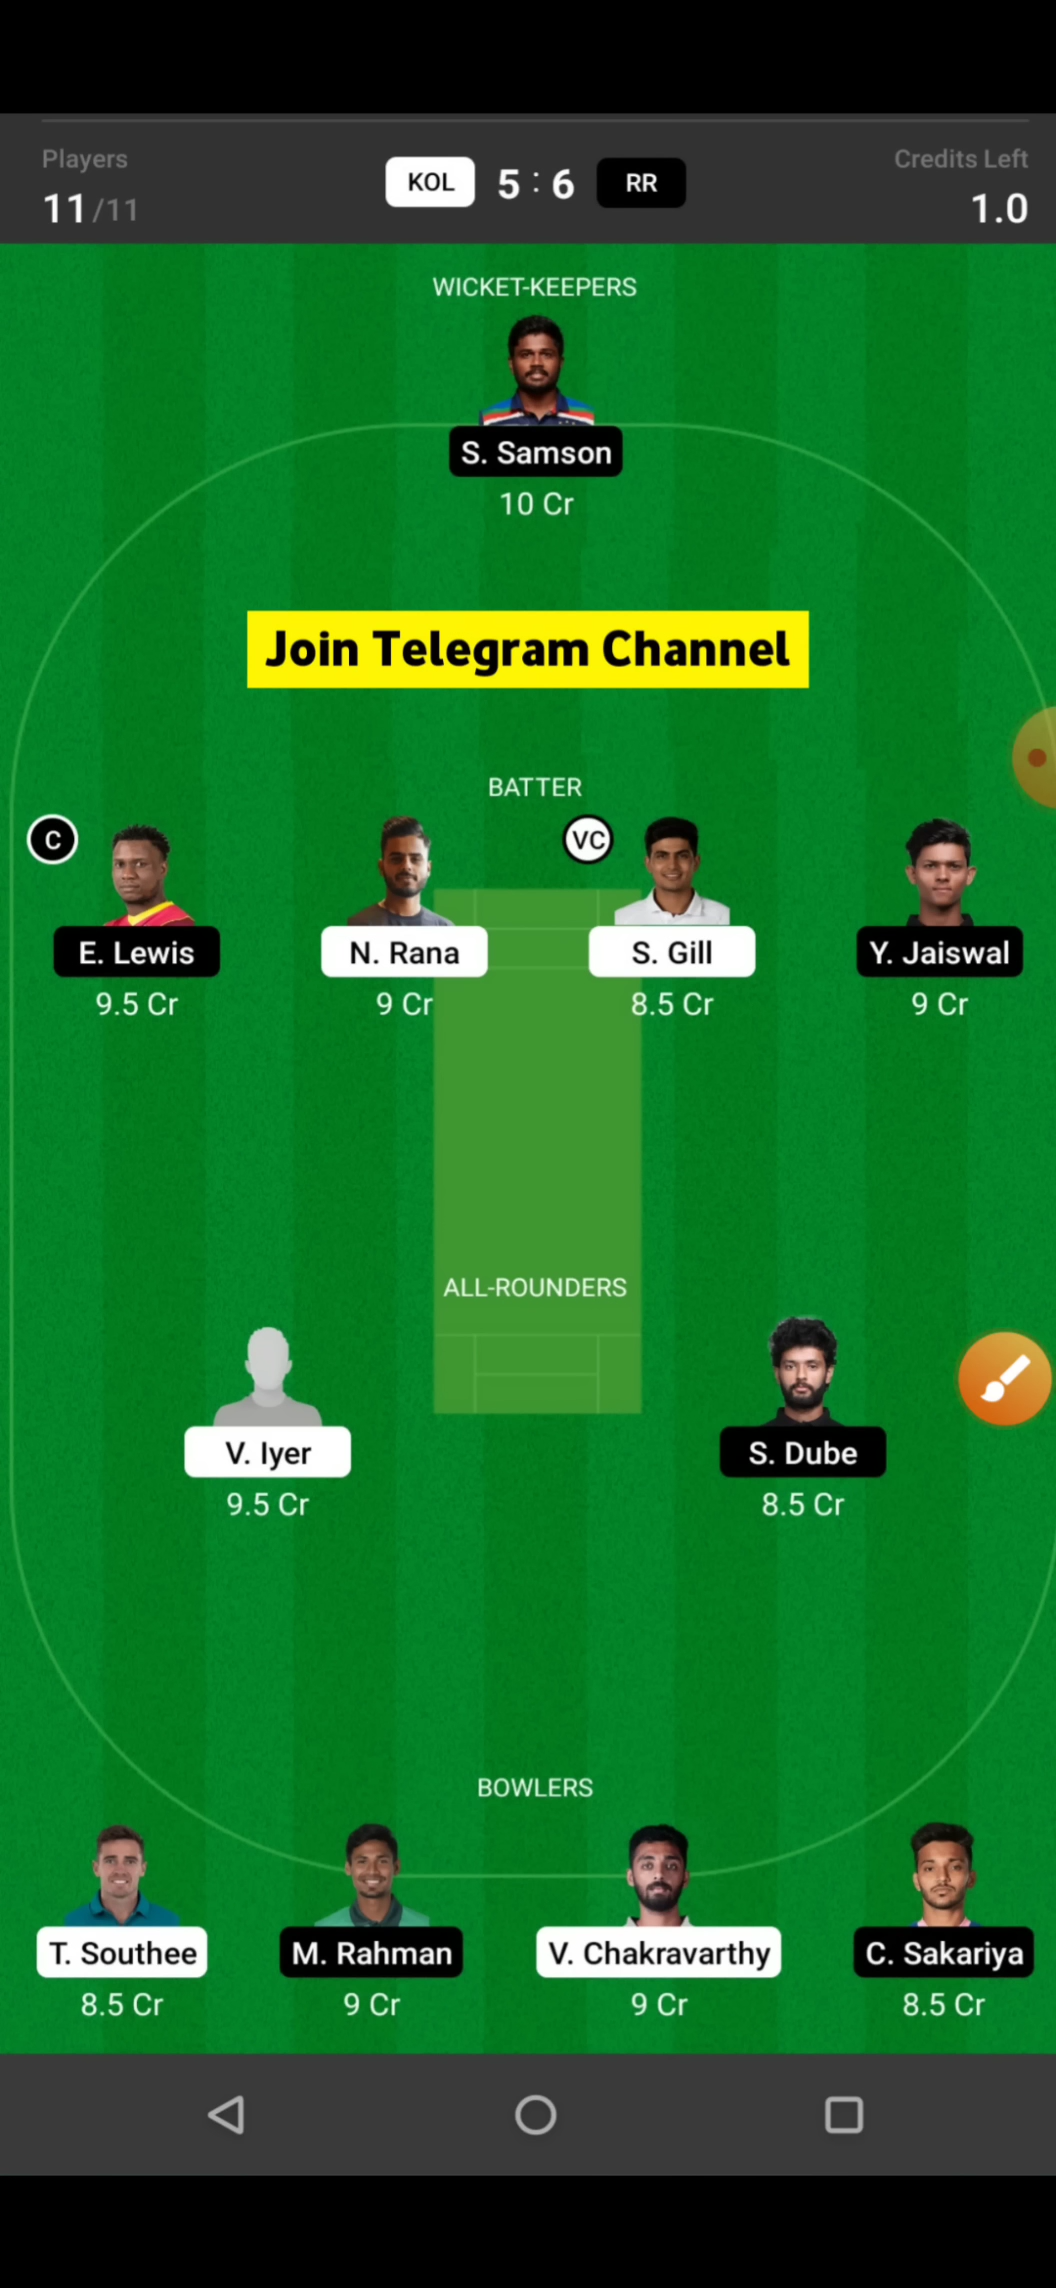 Players
Credits Left
KOL 5 : 6 RR
11/11
1.0
WICKET-KEEPERS
S. Samson
10 Cr
Join Telegram Channel
BATTER
C
VC
E. Lewis
N. Rana
S. Gill
Y. Jaiswal
9.5 Cr
9 Cr
8.5 Cr
9 Cr
ALL-ROUNDERS
V. Iyer
S. Dube
9.5 Cr
8.5 Cr
BOWLERS
T. Southee
M. Rahman
V. Chakravarthy
C. Sakariya
8.5 Cr
9 Cr
9 Cr
8.5 Cr